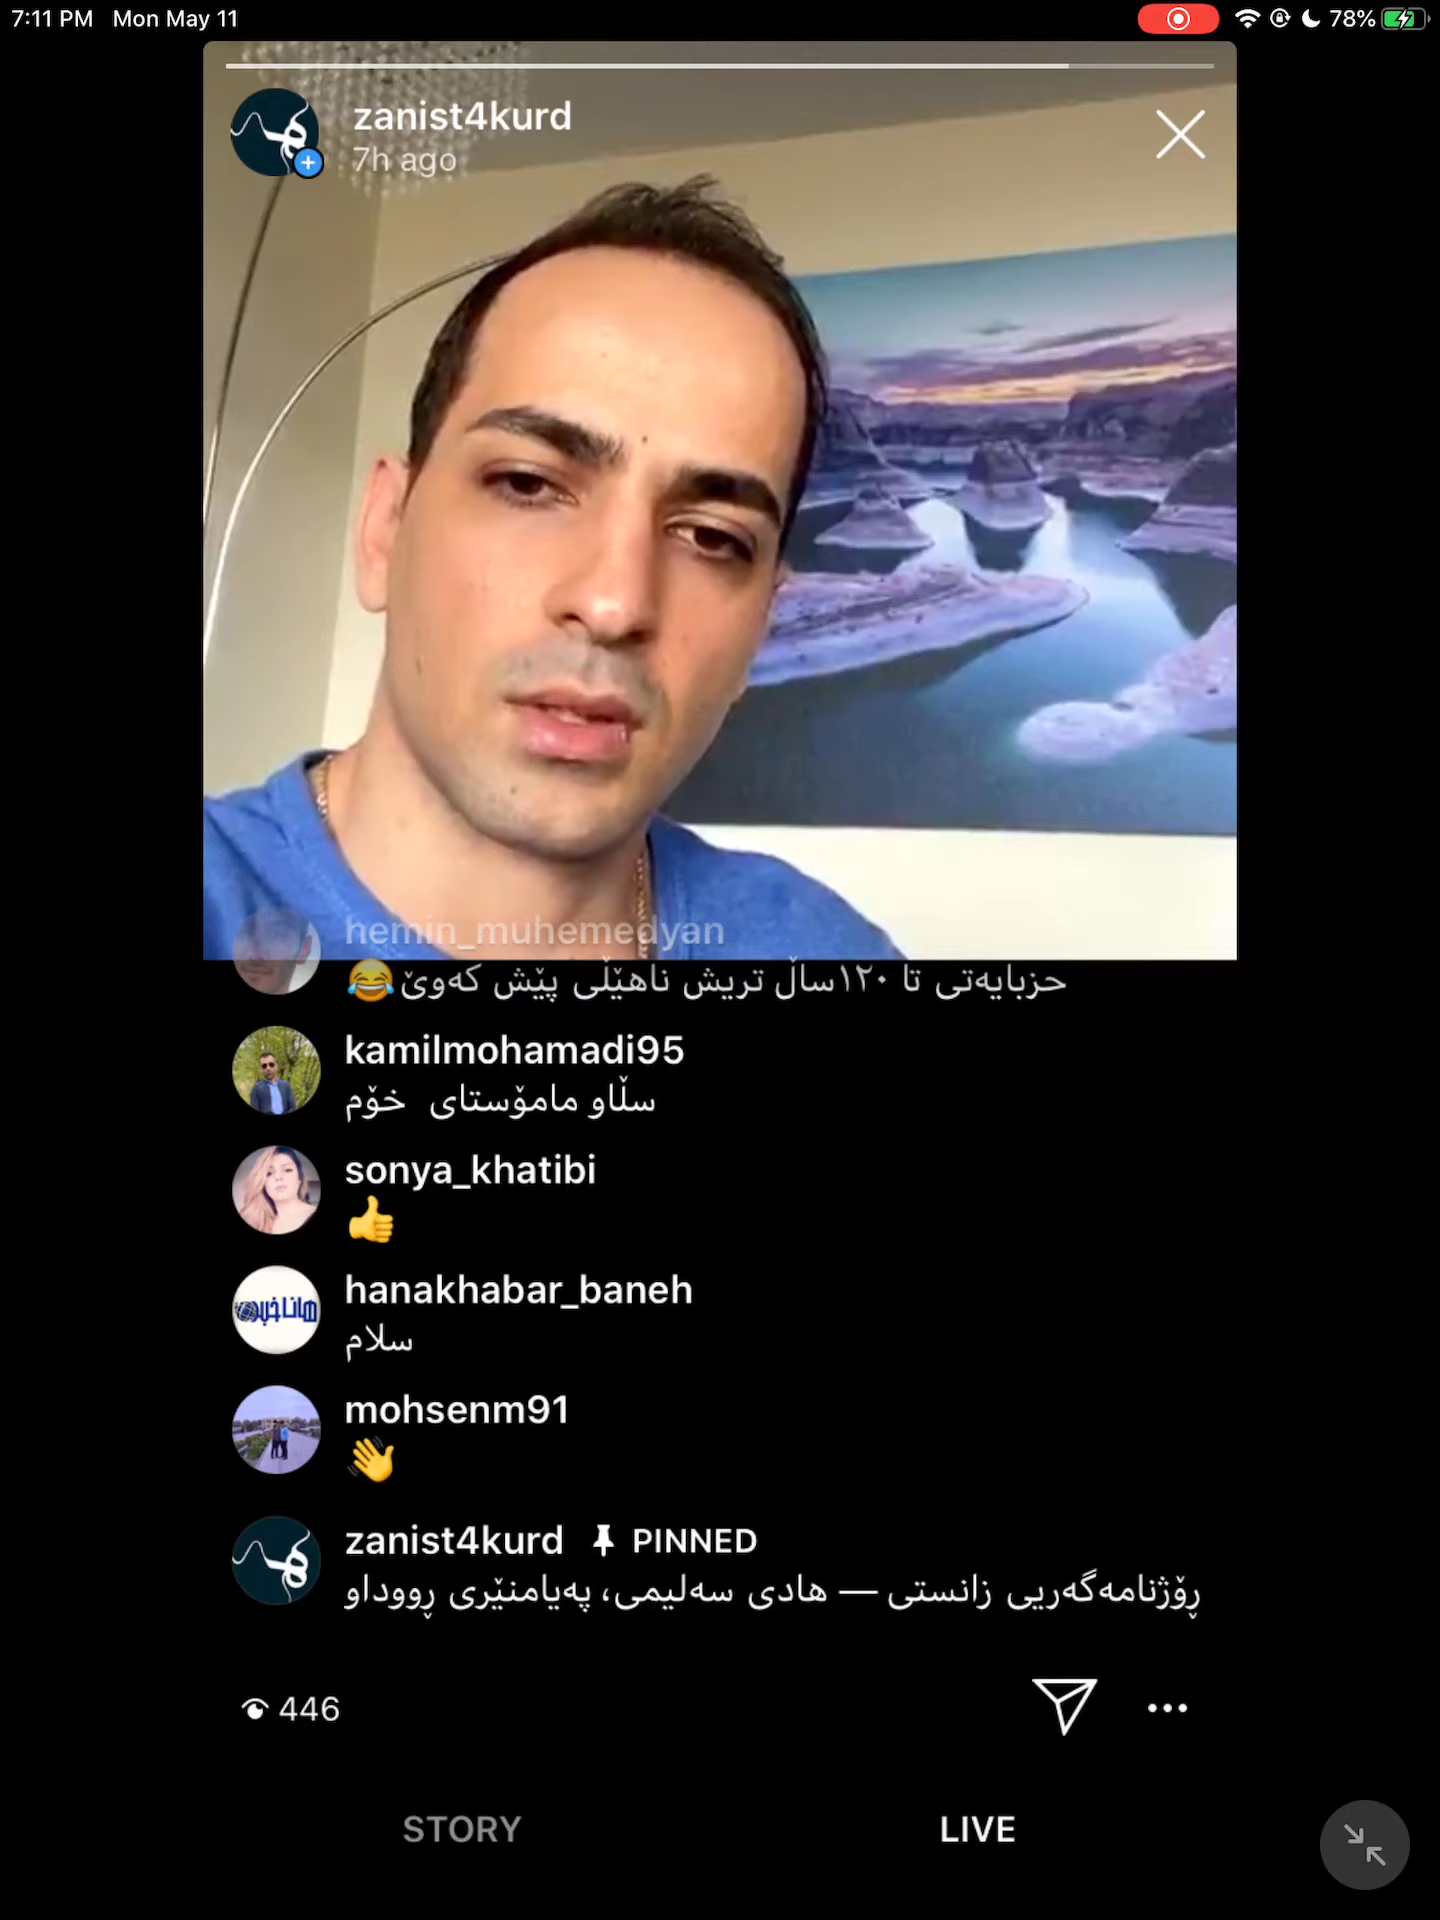 7:11 PM Mon May 11
78%
zanist4kurd
7h ago
hemin_muhemedyan
حزبایەتی تا ١٢٠ساڵ تریش ناهێڵی پێش کەوێ😂
kamilmohamadi95
سڵاو مامۆستای خۆم
sonya_khatibi
👍
hanakhabar_baneh
هاناخبر
سلام
mohsenm91
👋
zanist4kurd PINNED
ڕۆژنامەگەریی زانستی — هادی سەلیمی، پەیامنێری ڕووداو
446
STORY
LIVE